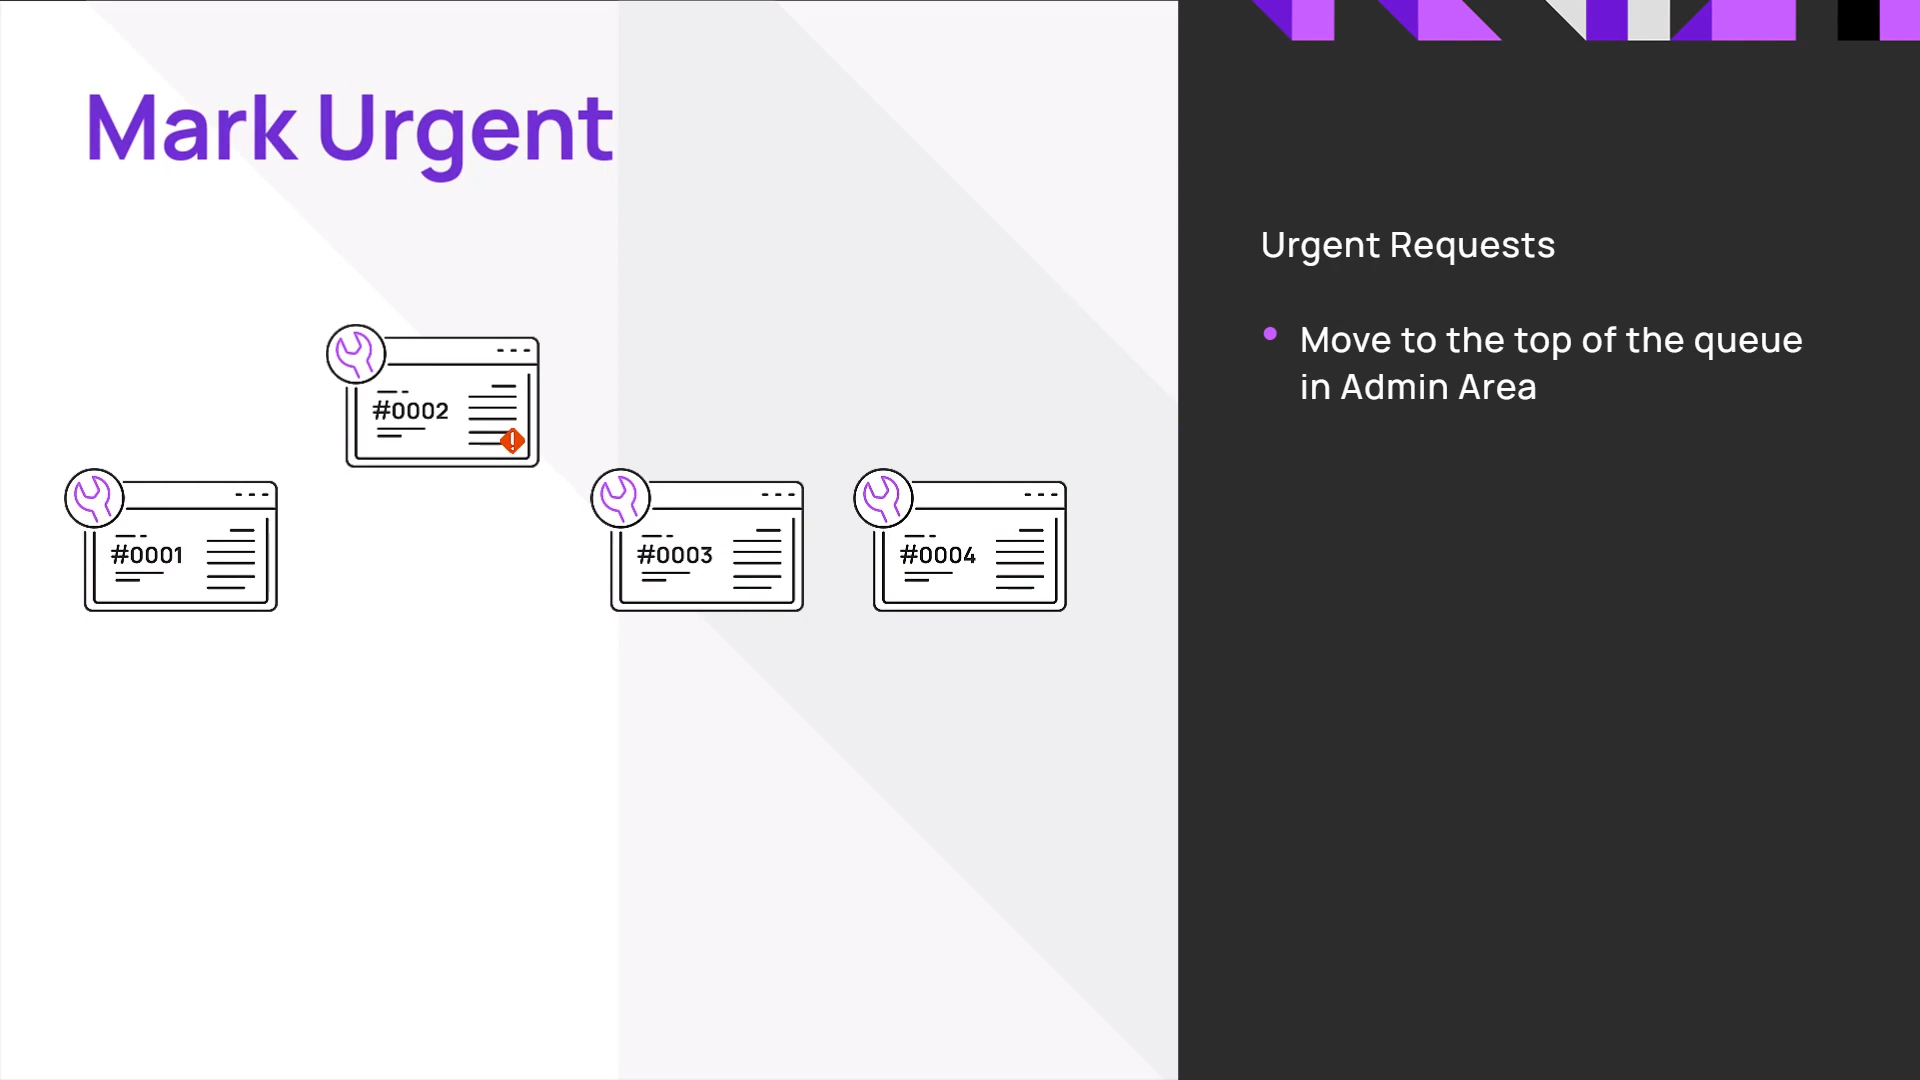 Mark Urgent
#0002
#0001
#0003
#0004
Urgent Requests
Move to the top of the queue
in Admin Area